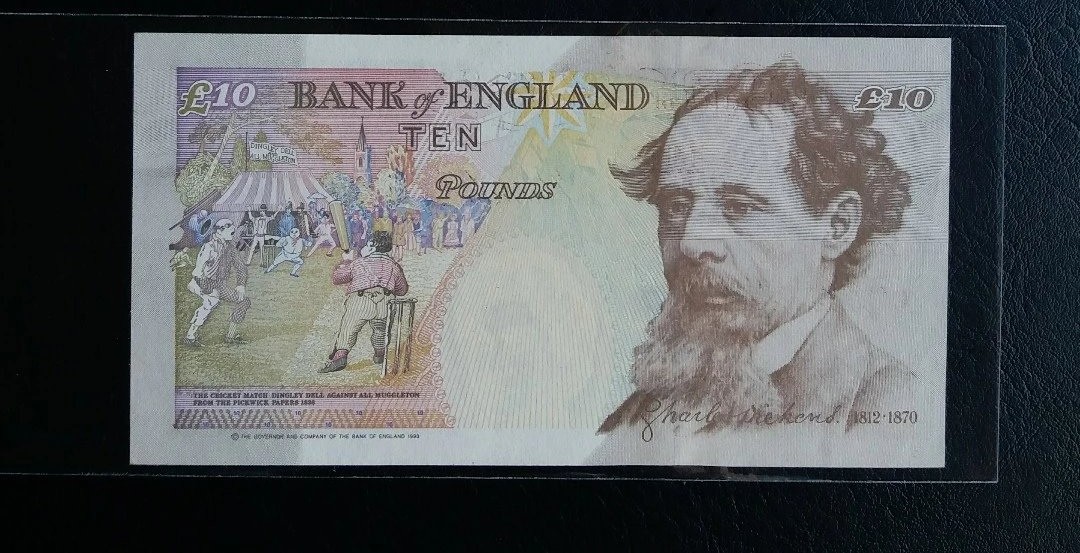 £10 BANK of ENGLAND £10
TEN
POUNDS
DINGLEY DELL
ALL MUGGLETON
THE CRICKET MATCH DINGLEY DELL AGAINST ALL MUGGLETON
FROM THE PICKWICK PAPERS 1836
Charles Dickens. 1812·1870
© THE GOVERNOR AND COMPANY OF THE BANK OF ENGLAND 1993